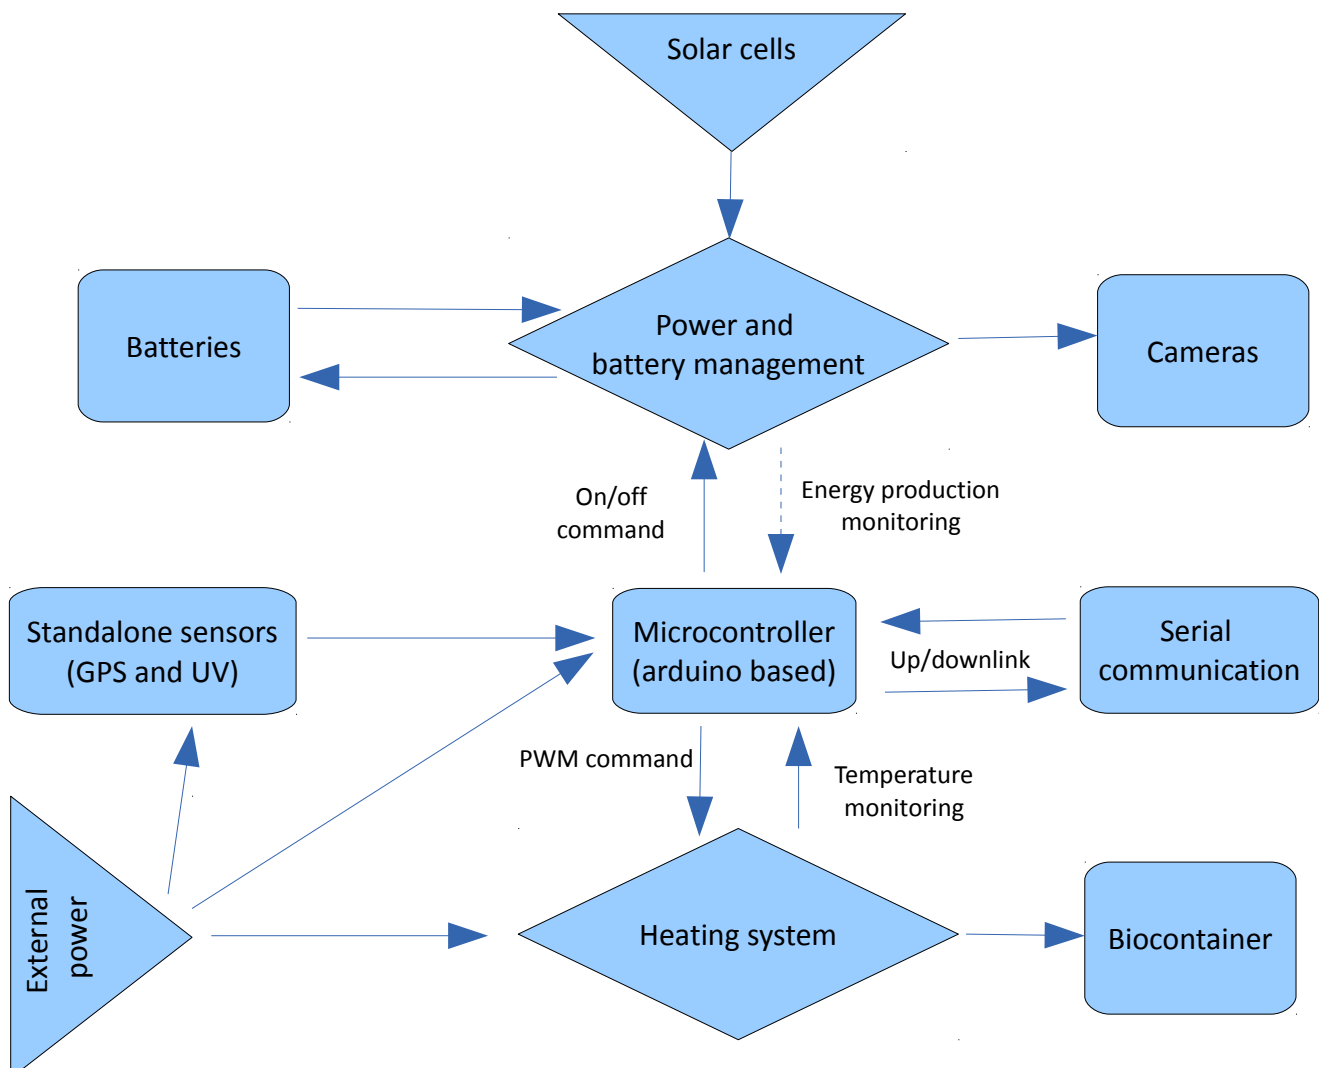 Solar cells
Batteries
Power and
battery management
Cameras
On/off
command
Energy production
monitoring
Standalone sensors
(GPS and UV)
Microcontroller
(arduino based)
Up/downlink
Serial
communication
PWM command
Temperature
monitoring
External
power
Heating system
Biocontainer